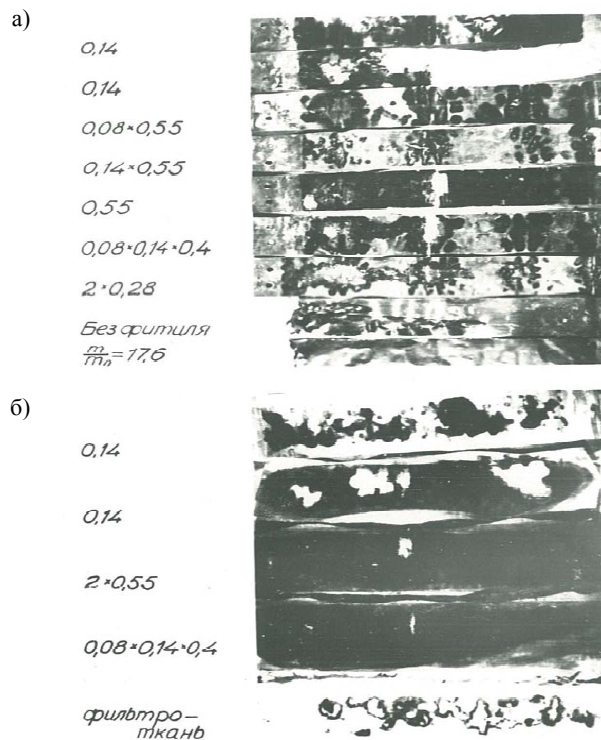 а)
0,14
0,14
0,08×0,55
0,14×0,55
0,55
0,08×0,14×0,4
2×0,28
Без фитиля
m/mл=17,6
б)
0,14
0,14
2×0,55
0,08×0,14×0,4
фильтро-
ткань